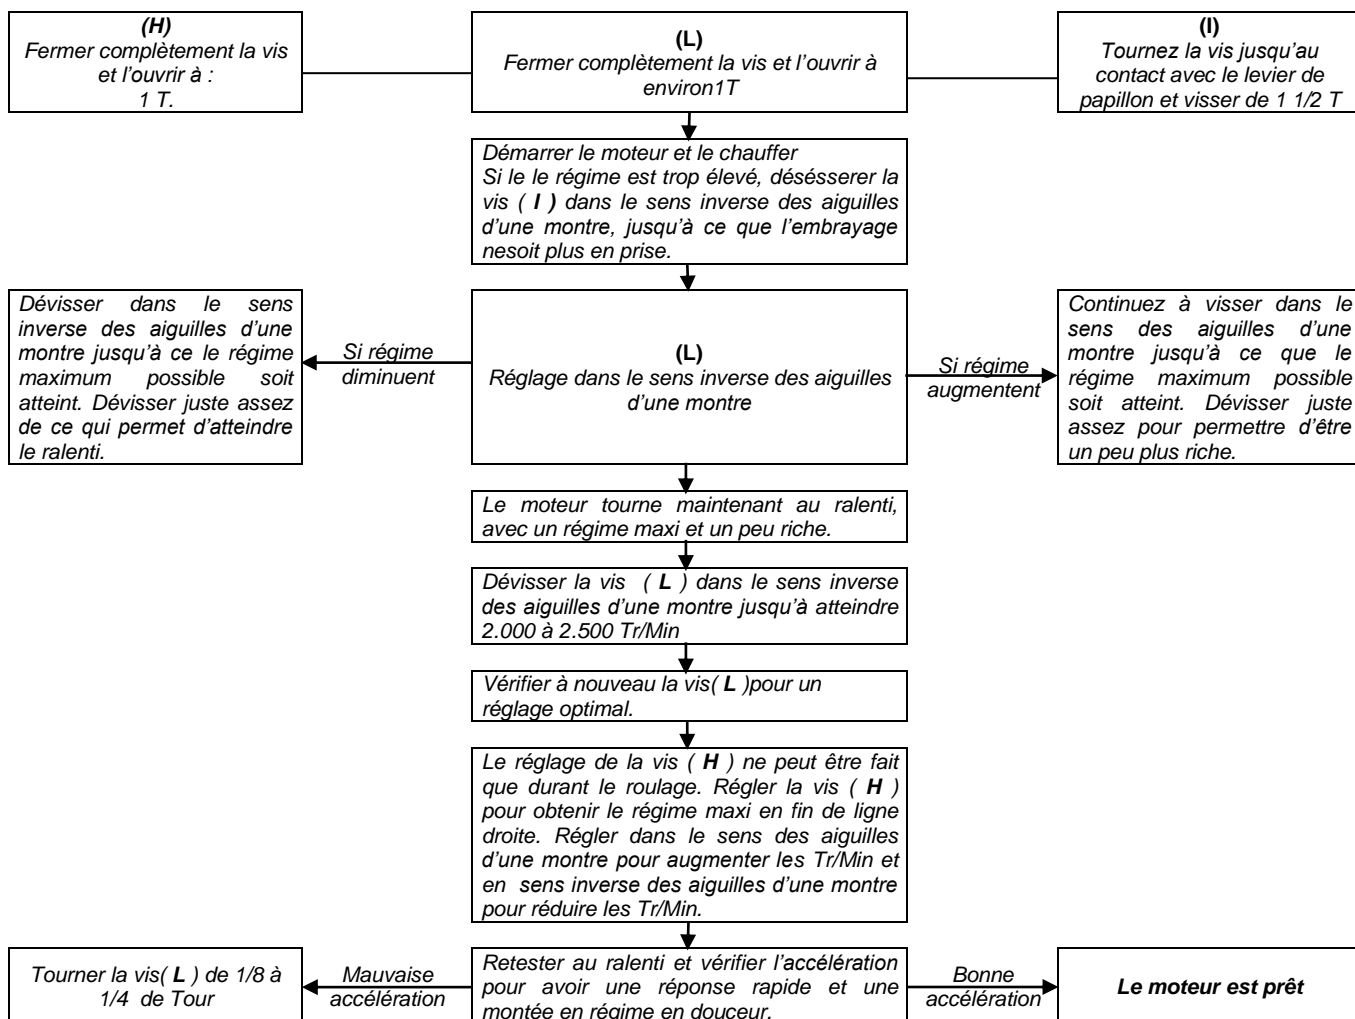 (H)
Fermer complètement la vis
et l'ouvrir à :
1 T.
(L)
Fermer complètement la vis et l'ouvrir à
environ1T
(I)
Tournez la vis jusqu'au
contact avec le levier de
papillon et visser de 1 1/2 T
Démarrer le moteur et le chauffer
Si le le régime est trop élevé, désésserer la
vis ( I ) dans le sens inverse des aiguilles
d'une montre, jusqu'à ce que l'embrayage
nesoit plus en prise.
Dévisser dans le sens
inverse des aiguilles d'une
montre jusqu'à ce le régime
maximum possible soit
atteint. Dévisser juste assez
de ce qui permet d'atteindre
le ralenti.
Si régime
diminuent
(L)
Réglage dans le sens inverse des aiguilles
d'une montre
Si régime
augmentent
Continuez à visser dans le
sens des aiguilles d'une
montre jusqu'à ce que le
régime maximum possible
soit atteint. Dévisser juste
assez pour permettre d'être
un peu plus riche.
Le moteur tourne maintenant au ralenti,
avec un régime maxi et un peu riche.
Dévisser la vis ( L ) dans le sens inverse
des aiguilles d'une montre jusqu'à atteindre
2.000 à 2.500 Tr/Min
Vérifier à nouveau la vis( L )pour un
réglage optimal.
Le réglage de la vis ( H ) ne peut être fait
que durant le roulage. Régler la vis ( H )
pour obtenir le régime maxi en fin de ligne
droite. Régler dans le sens des aiguilles
d'une montre pour augmenter les Tr/Min et
en sens inverse des aiguilles d'une montre
pour réduire les Tr/Min.
Tourner la vis( L ) de 1/8 à
1/4 de Tour
Mauvaise
accélération
Retester au ralenti et vérifier l'accélération
pour avoir une réponse rapide et une
montée en régime en douceur.
Bonne
accélération
Le moteur est prêt